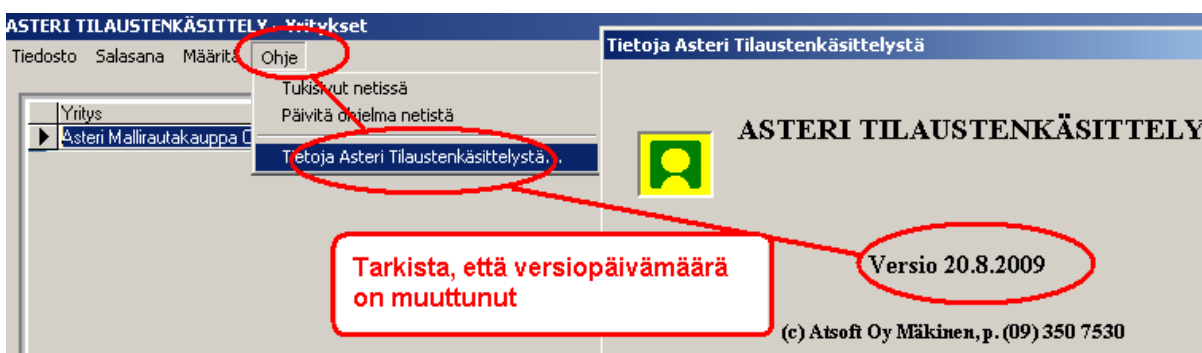 ASTERI TILAUSTENKÄSITTELY - Yritykset
Tiedosto Salasana Määritä Ohje
Tukisivut netissä
Päivitä ohjelma netistä
Tietoja Asteri Tilaustenkäsittelystä...
Yritys
Asteri Mallirautakauppa O
Tarkista, että versiopäivämäärä
on muuttunut
Tietoja Asteri Tilaustenkäsittelystä
ASTERI TILAUSTENKÄSITTELY
Versio 20.8.2009
(c) Atsoft Oy Mäkinen, p. (09) 350 7530